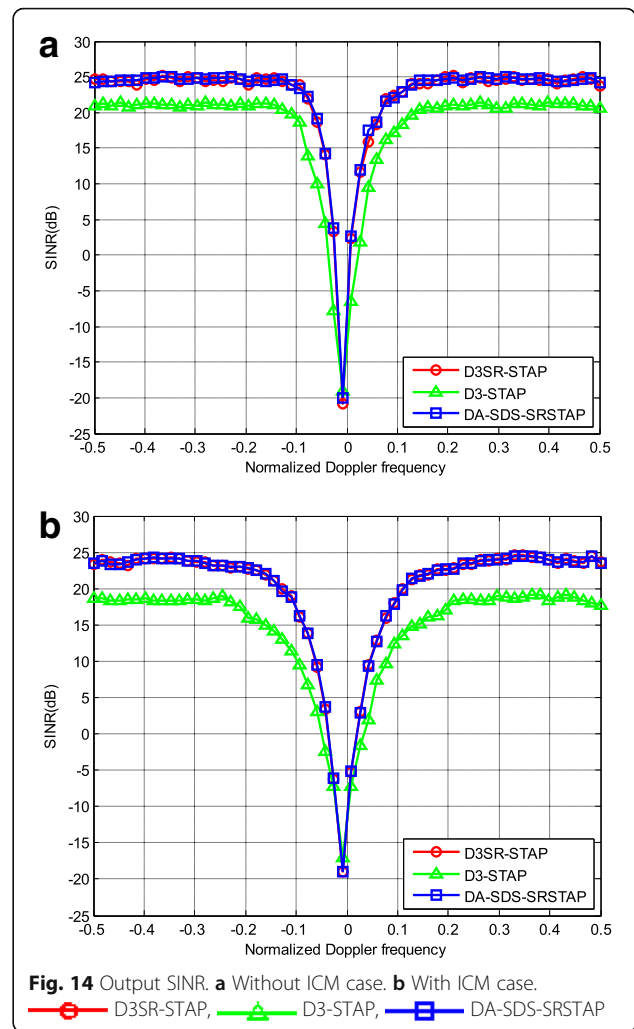 a
30
25
20
15
10
5
0
-5
-10
-15
-20
-25
SINR(dB)
D3SR-STAP
D3-STAP
DA-SDS-SRSTAP
-0.5 -0.4 -0.3 -0.2 -0.1 0 0.1 0.2 0.3 0.4 0.5
Normalized Doppler frequency
b
30
25
20
15
10
5
0
-5
-10
-15
-20
-25
SINR(dB)
D3SR-STAP
D3-STAP
DA-SDS-SRSTAP
-0.5 -0.4 -0.3 -0.2 -0.1 0 0.1 0.2 0.3 0.4 0.5
Normalized Doppler frequency
Fig. 14 Output SINR. a Without ICM case. b With ICM case.
D3SR-STAP, D3-STAP, DA-SDS-SRSTAP